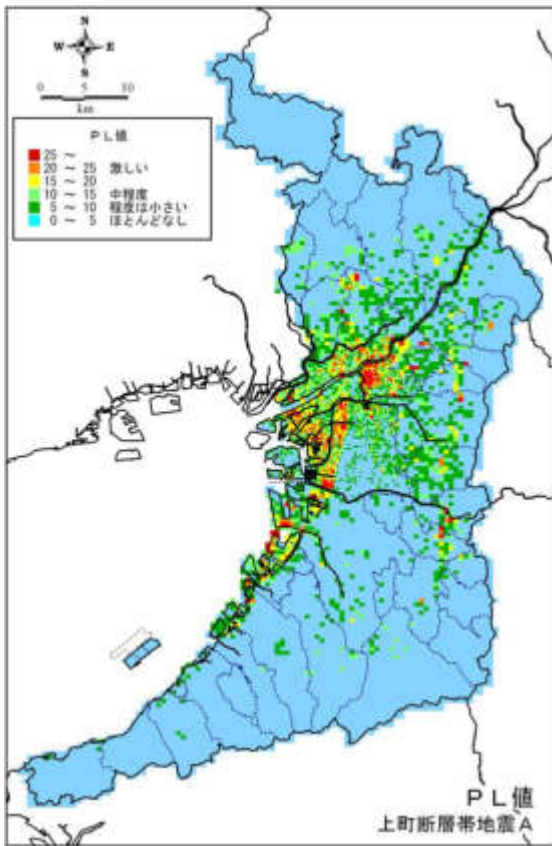 N
W E
S
0 5 10
km
PL値
25 ～
20 ～ 25 激しい
15 ～ 20
10 ～ 15 中程度
5 ～ 10 程度は小さい
0 ～ 5 ほとんどなし
PL値
上町断層帯地震A